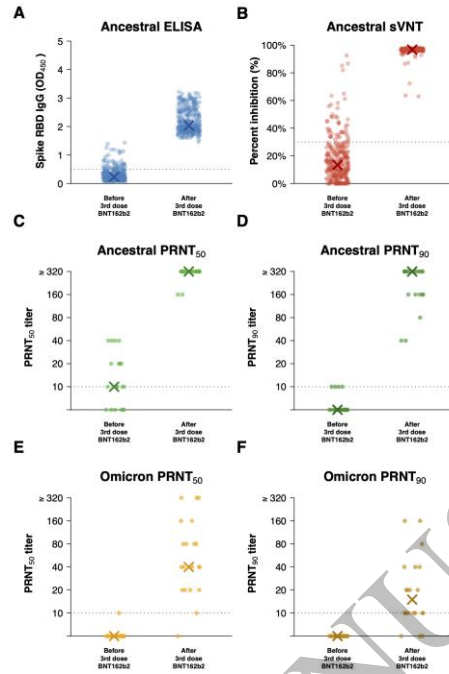 A
Ancestral ELISA
Spike RBD IgG (OD450)
5
4
3
2
1
0
Before
3rd dose
BNT162b2
After
3rd dose
BNT162b2
B
Ancestral sVNT
Percent inhibition (%)
100%
80%
60%
40%
20%
0%
Before
3rd dose
BNT162b2
After
3rd dose
BNT162b2
C
Ancestral PRNT50
PRNT50 titer
≥ 320
160
80
40
20
10
Before
3rd dose
BNT162b2
After
3rd dose
BNT162b2
D
Ancestral PRNT90
PRNT90 titer
≥ 320
160
80
40
20
10
Before
3rd dose
BNT162b2
After
3rd dose
BNT162b2
E
Omicron PRNT50
PRNT50 titer
≥ 320
160
80
40
20
10
Before
3rd dose
BNT162b2
After
3rd dose
BNT162b2
F
Omicron PRNT90
PRNT90 titer
≥ 320
160
80
40
20
10
Before
3rd dose
BNT162b2
After
3rd dose
BNT162b2